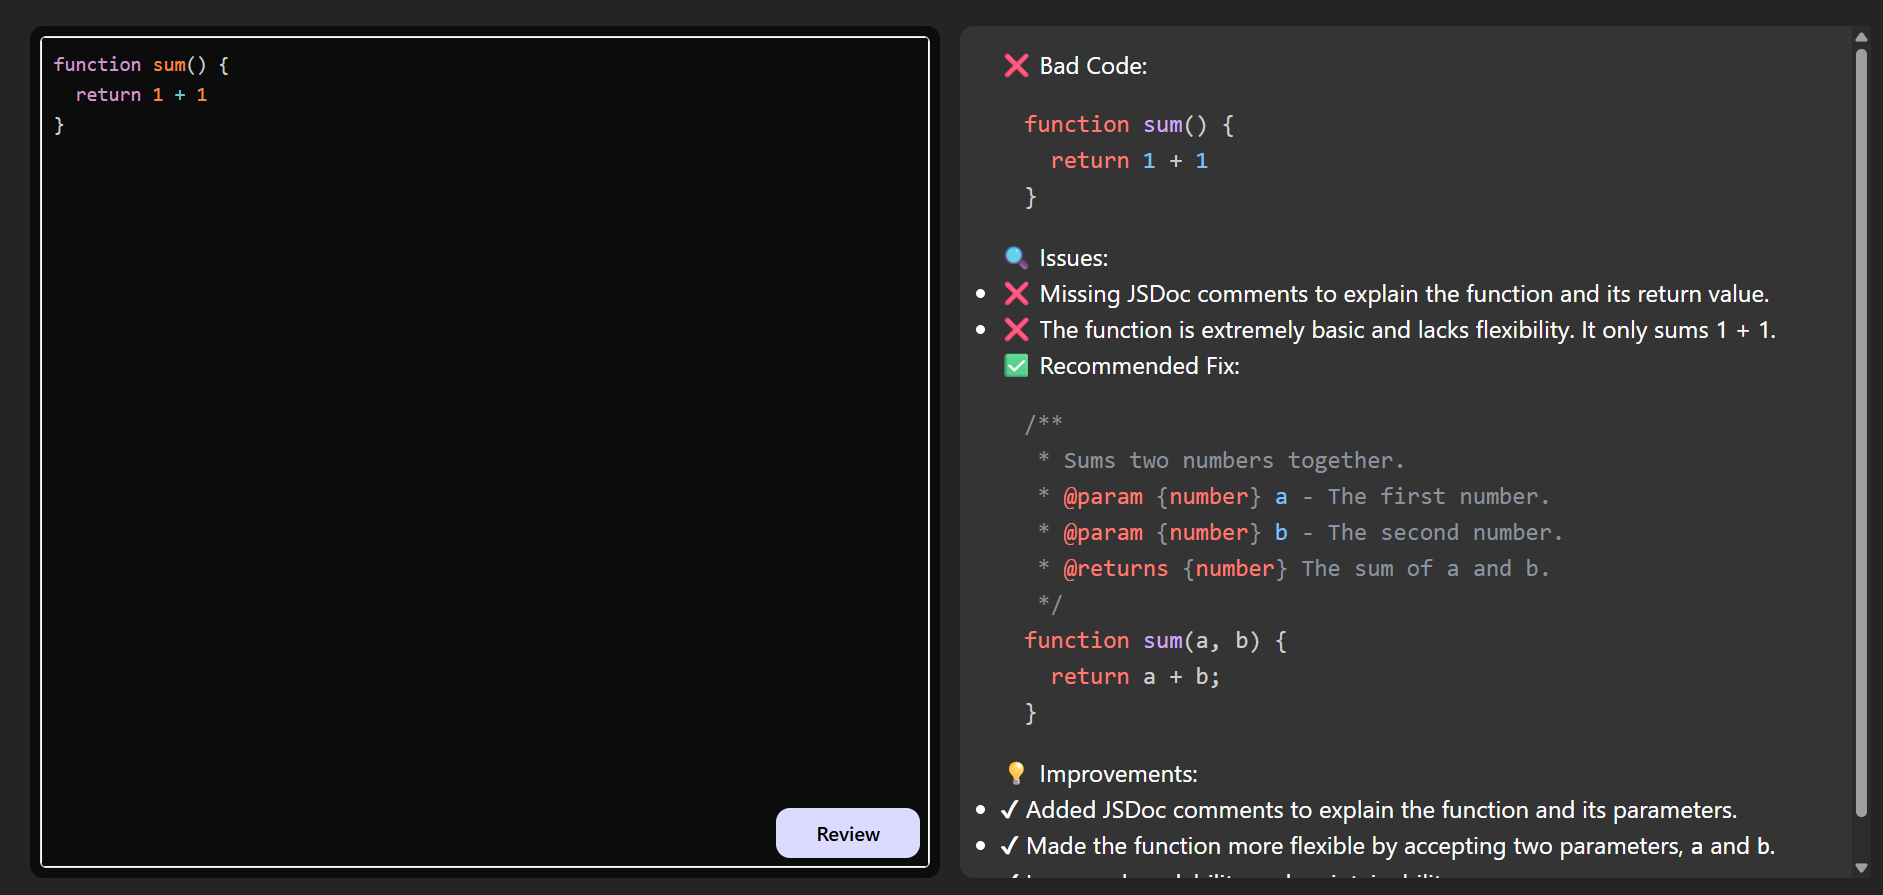 function sum() {
  return 1 + 1
}
Review
❌ Bad Code:
function sum() {
  return 1 + 1
}
🔍 Issues:
• ❌ Missing JSDoc comments to explain the function and its return value.
• ❌ The function is extremely basic and lacks flexibility. It only sums 1 + 1.
✅ Recommended Fix:
/**
 * Sums two numbers together.
 * @param {number} a - The first number.
 * @param {number} b - The second number.
 * @returns {number} The sum of a and b.
 */
function sum(a, b) {
  return a + b;
}
💡 Improvements:
• ✔ Added JSDoc comments to explain the function and its parameters.
• ✔ Made the function more flexible by accepting two parameters, a and b.